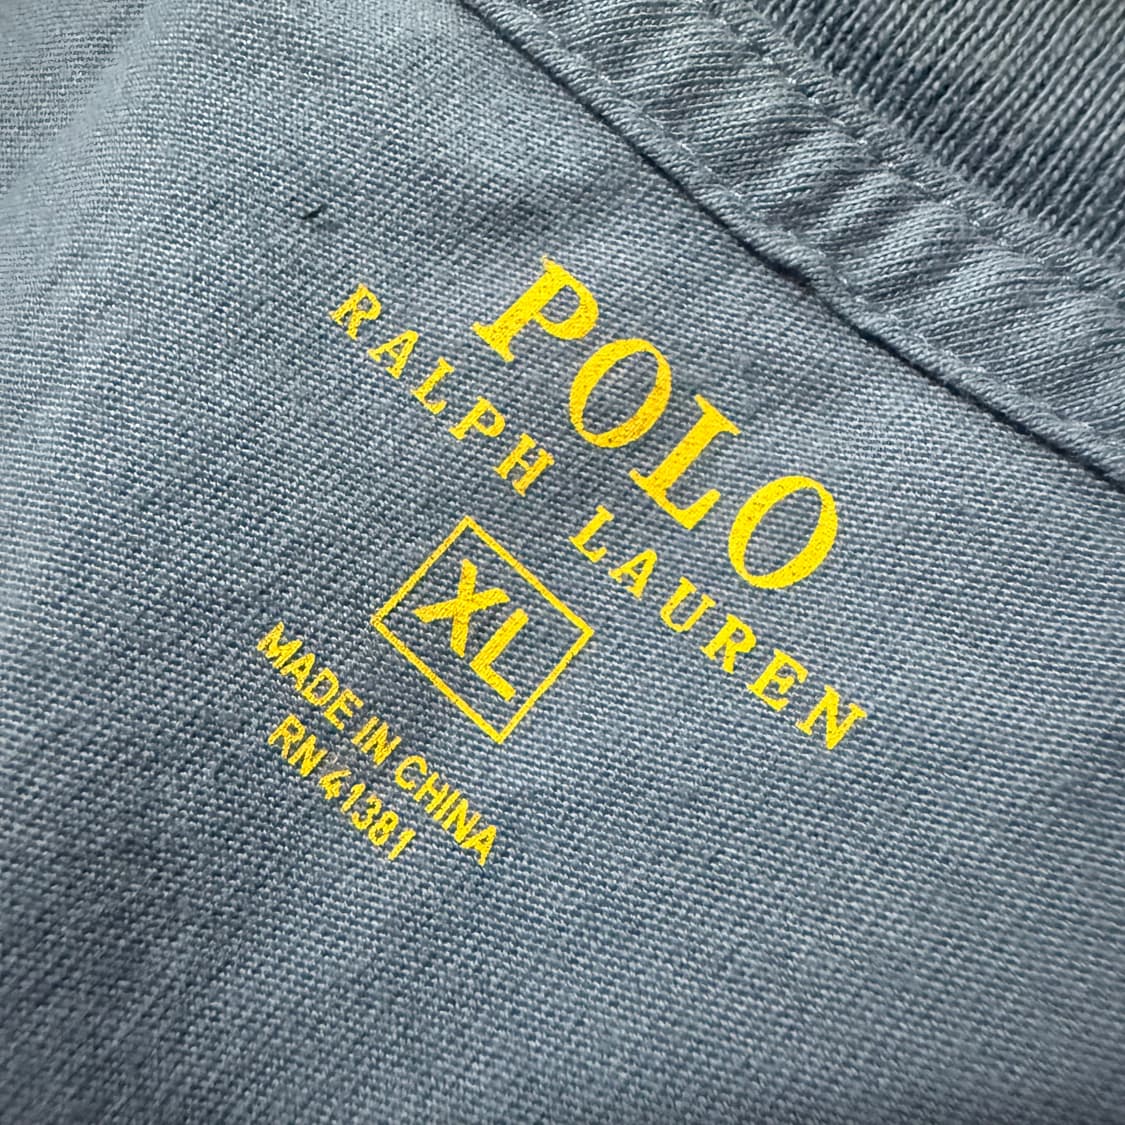 POLO
RALPH LAUREN
XL
MADE IN CHINA
RN 41381